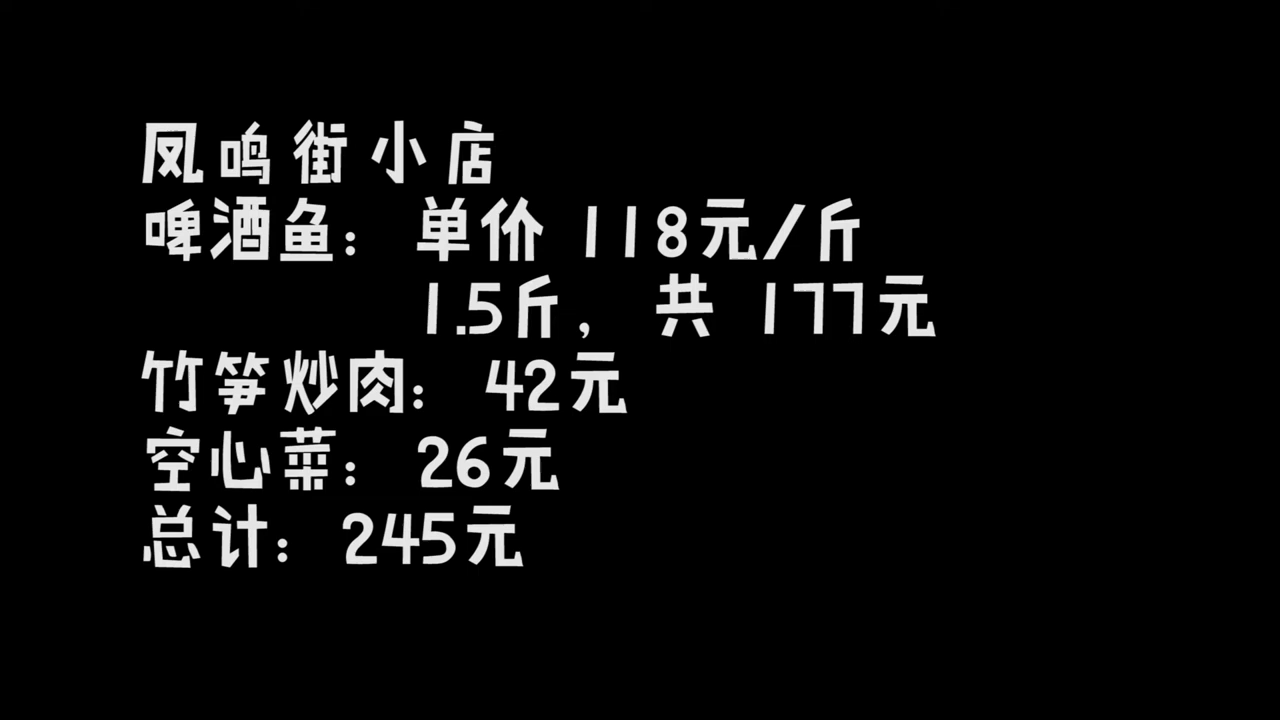 凤鸣街小店
啤酒鱼：单价 118元/斤
1.5斤，共 177元
竹笋炒肉：42元
空心菜：26元
总计：245元